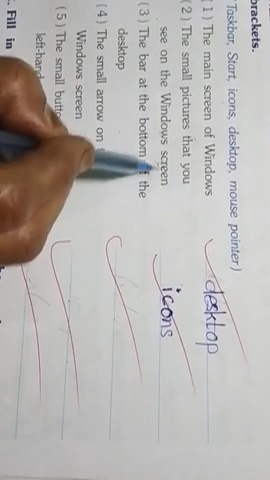 brackets.
Taskbar, Start, icons, desktop, mouse pointer)
(1) The main screen of Windows desktop
(2) The small pictures that you
see on the Windows screen icons
(3) The bar at the bottom of the
desktop
(4) The small arrow on
Windows screen
(5) The small
left-hand
Fill in